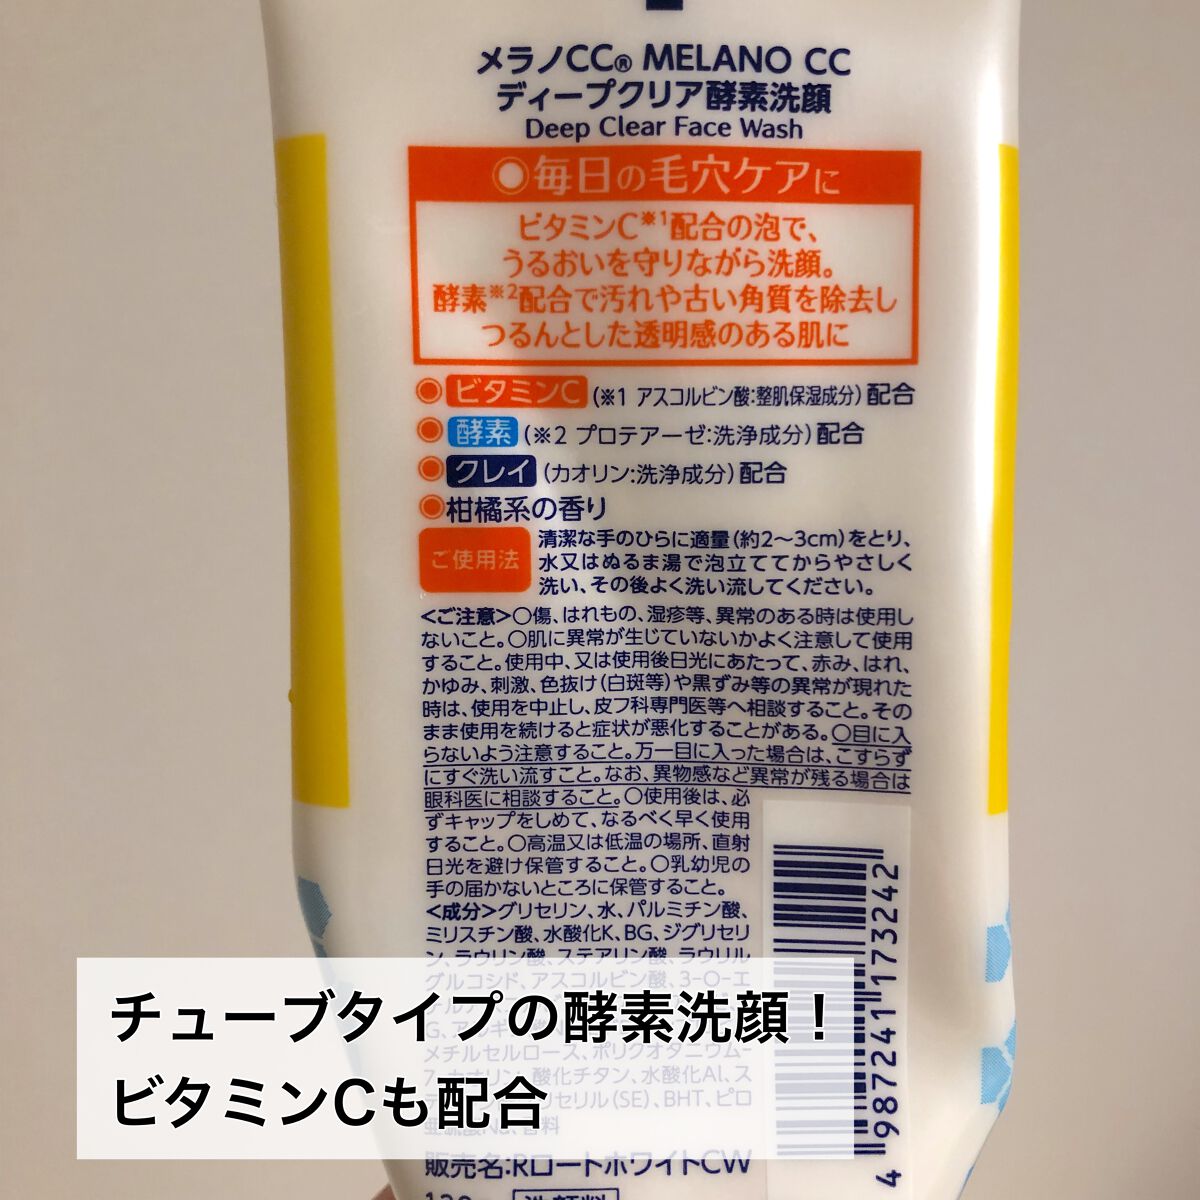 メラノCC® MELANO CC
ディープクリア酵素洗顔
Deep Clear Face Wash
◉毎日の毛穴ケアに
ビタミンC※1配合の泡で、
うるおいを守りながら洗顔。
酵素※2配合で汚れや古い角質を除去し
つるんとした透明感のある肌に
◉ビタミンC(※1 アスコルビン酸:整肌保湿成分)配合
◉酵素(※2 プロテアーゼ:洗浄成分)配合
◉クレイ(カオリン:洗浄成分)配合
◉柑橘系の香り
ご使用法
清潔な手のひらに適量(約2〜3cm)をとり、
水又はぬるま湯で泡立ててからやさしく
洗い、その後よく洗い流してください。
<ご注意>○傷、はれもの、湿疹等、異常のある時は使用し
ないこと。○肌に異常が生じていないかよく注意して使用
すること。使用中、又は使用後日光にあたって、赤み、はれ、
かゆみ、刺激、色抜け(白斑等)や黒ずみ等の異常が現れた
時は、使用を中止し、皮フ科専門医等へ相談すること。その
まま使用を続けると症状が悪化することがある。○目に入
らないよう注意すること。万一目に入った場合は、こすらず
にすぐ洗い流すこと。なお、異物感など異常が残る場合は
眼科医に相談すること。○使用後は、必
ずキャップをしめて、なるべく早く使用
すること。○高温又は低温の場所、直射
日光を避け保管すること。○乳幼児の
手の届かないところに保管すること。
<成分>グリセリン、水、パルミチン酸、
ミリスチン酸、水酸化K、BG、ジグリセリ
ン、ラウリン酸、ステアリン酸、ラウリル
グルコシド、アスコルビン酸、3-O-エ
メチルセルロース、ポリクオタニウム-
7、カオリン、酸化チタン、水酸化Al、ス
セリル(SE)、BHT、ピロ
亜硫酸Na、香料
販売名:Rロートホワイトcw
4 987241 173242
チューブタイプの酵素洗顔!
ビタミンCも配合